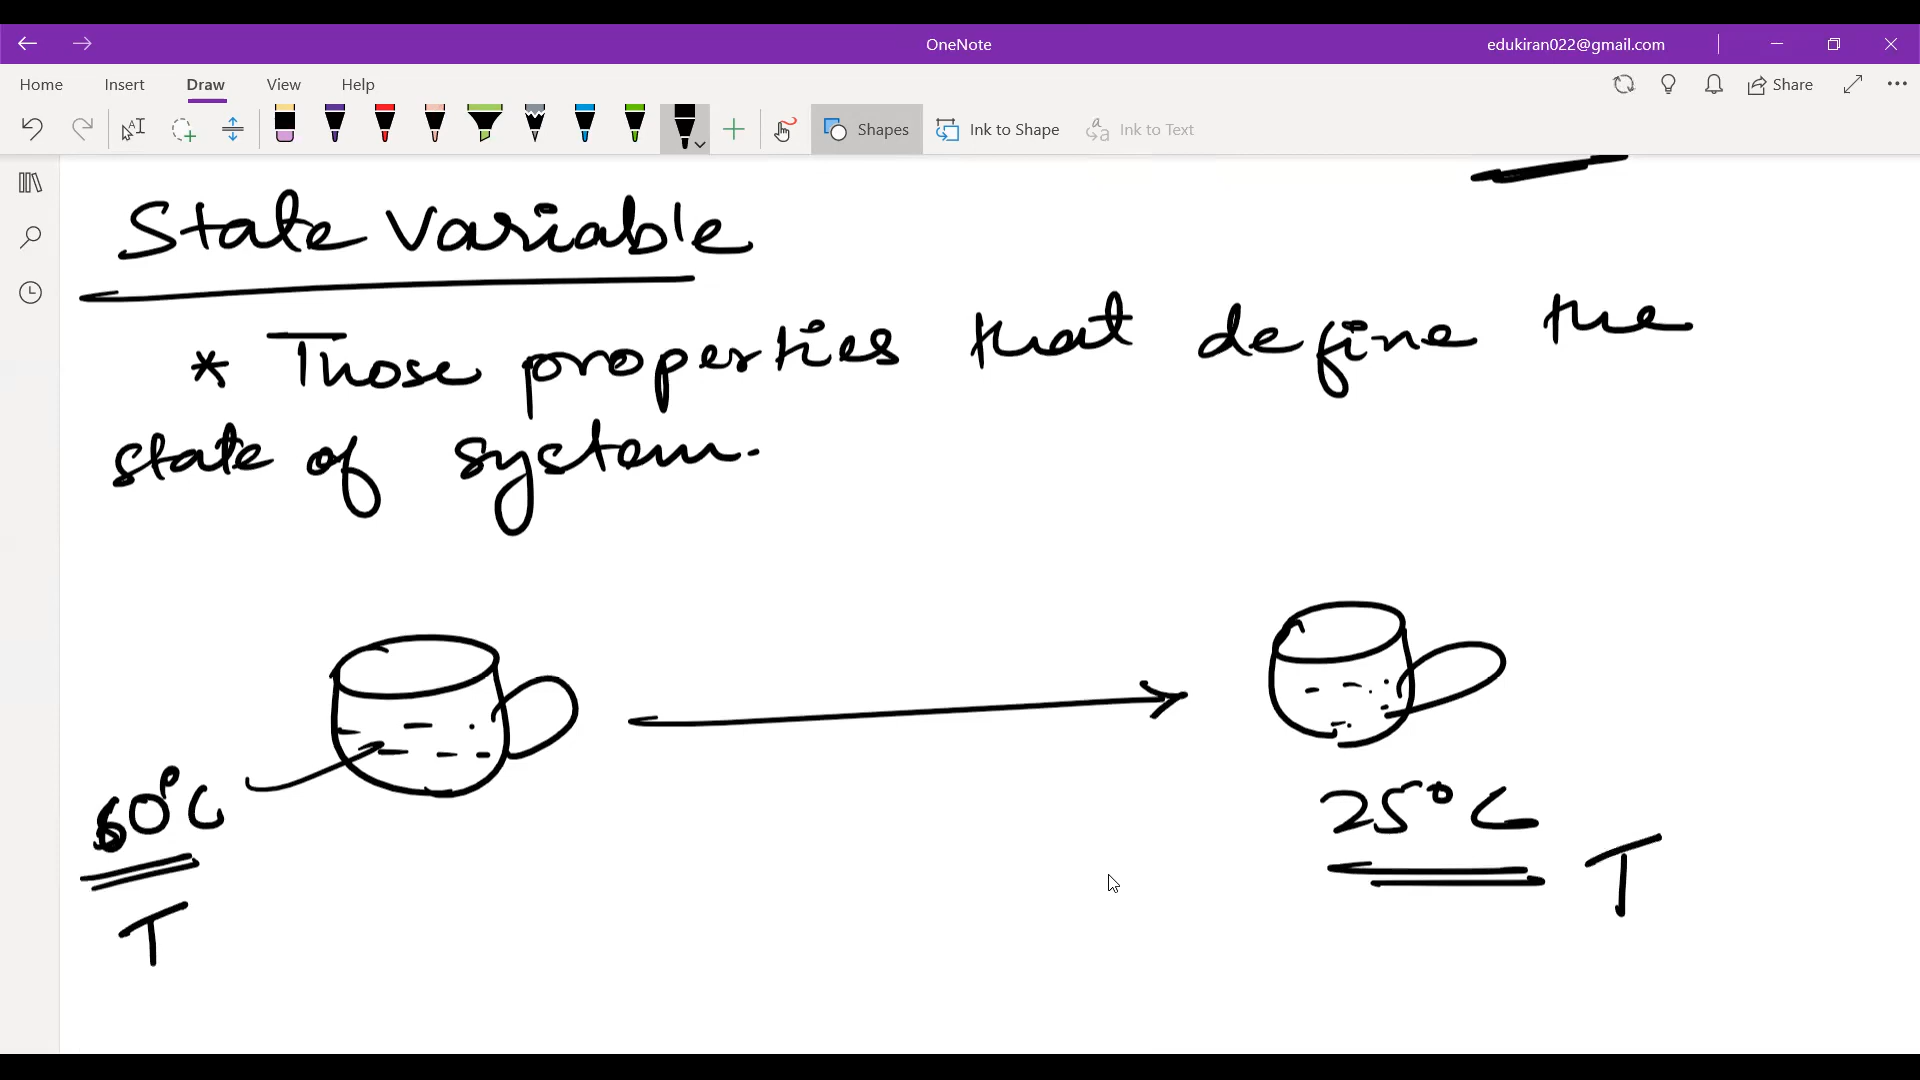 OneNote
edukiran022@gmail.com
Home Insert Draw View Help
Share
Shapes Ink to Shape Ink to Text
State Variable
* Those properties that define the
state of system.
60°C
T
25°C
T